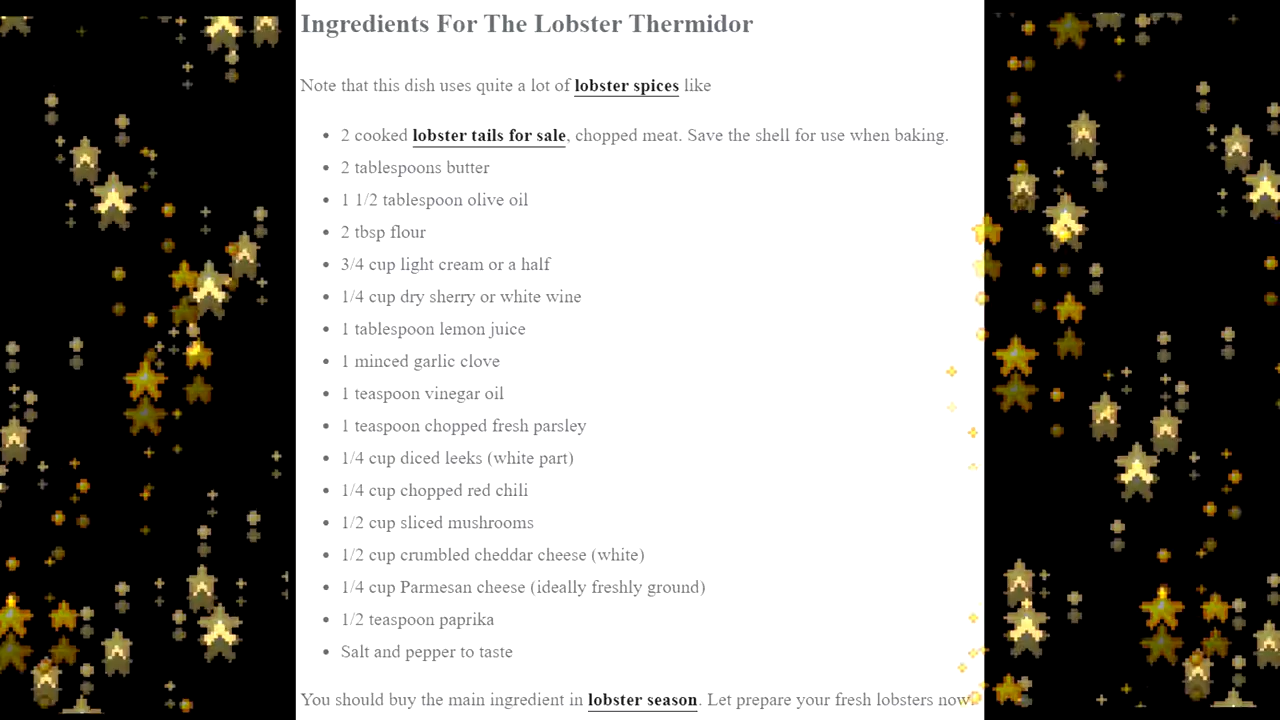 Ingredients For The Lobster Thermidor
Note that this dish uses quite a lot of lobster spices like
• 2 cooked lobster tails for sale, chopped meat. Save the shell for use when baking.
• 2 tablespoons butter
• 1 1/2 tablespoon olive oil
• 2 tbsp flour
• 3/4 cup light cream or a half
• 1/4 cup dry sherry or white wine
• 1 tablespoon lemon juice
• 1 minced garlic clove
• 1 teaspoon vinegar oil
• 1 teaspoon chopped fresh parsley
• 1/4 cup diced leeks (white part)
• 1/4 cup chopped red chili
• 1/2 cup sliced mushrooms
• 1/2 cup crumbled cheddar cheese (white)
• 1/4 cup Parmesan cheese (ideally freshly ground)
• 1/2 teaspoon paprika
• Salt and pepper to taste
You should buy the main ingredient in lobster season. Let prepare your fresh lobsters now.